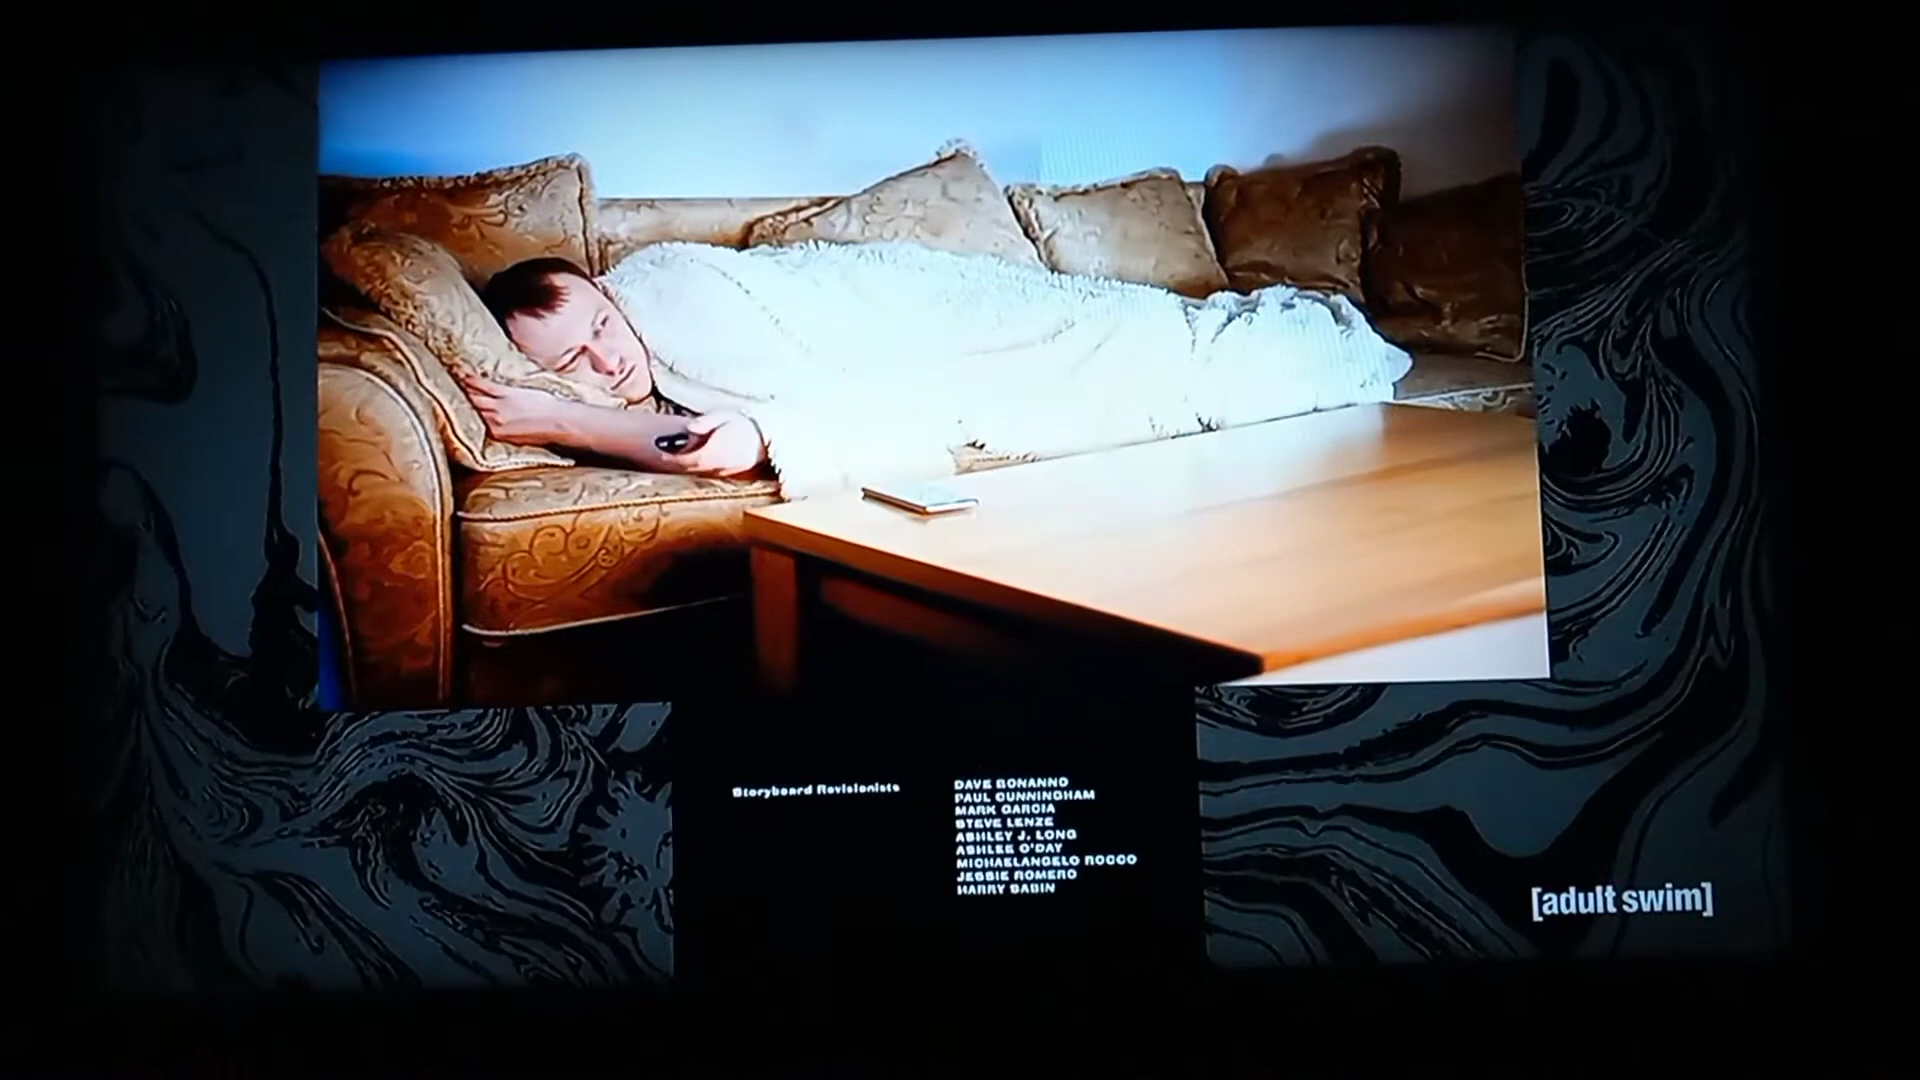 Storyboard Revisionists
DAVE BONANNO
PAUL CUNNINGHAM
MARK GARCIA
STEVE LENZE
ASHLEY J. LONG
ASHLEE O'DAY
MICHAELANGELO ROCCO
JESSIE ROMERO
HARRY SABIN
[adult swim]